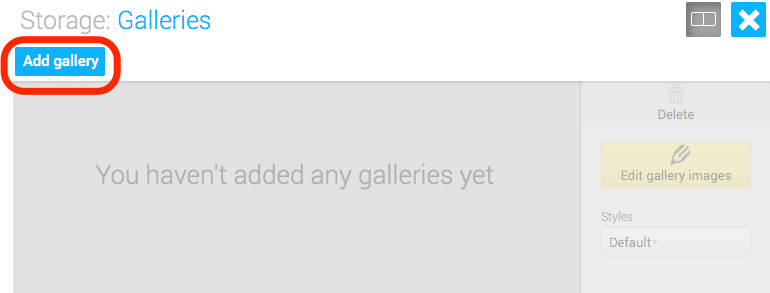 Storage: Galleries
Add gallery
Delete
You haven't added any galleries yet
Edit gallery images
Styles
Default